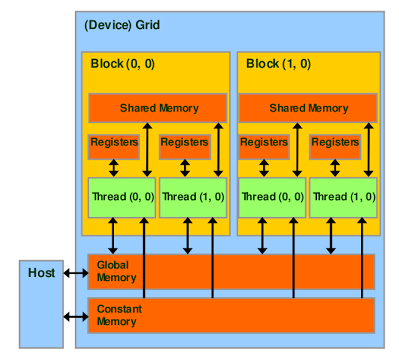 (Device) Grid
Block (0, 0)
Block (1, 0)
Shared Memory
Shared Memory
Registers
Registers
Registers
Registers
Thread (0, 0)
Thread (1, 0)
Thread (0, 0)
Thread (1, 0)
Host
Global
Memory
Constant
Memory